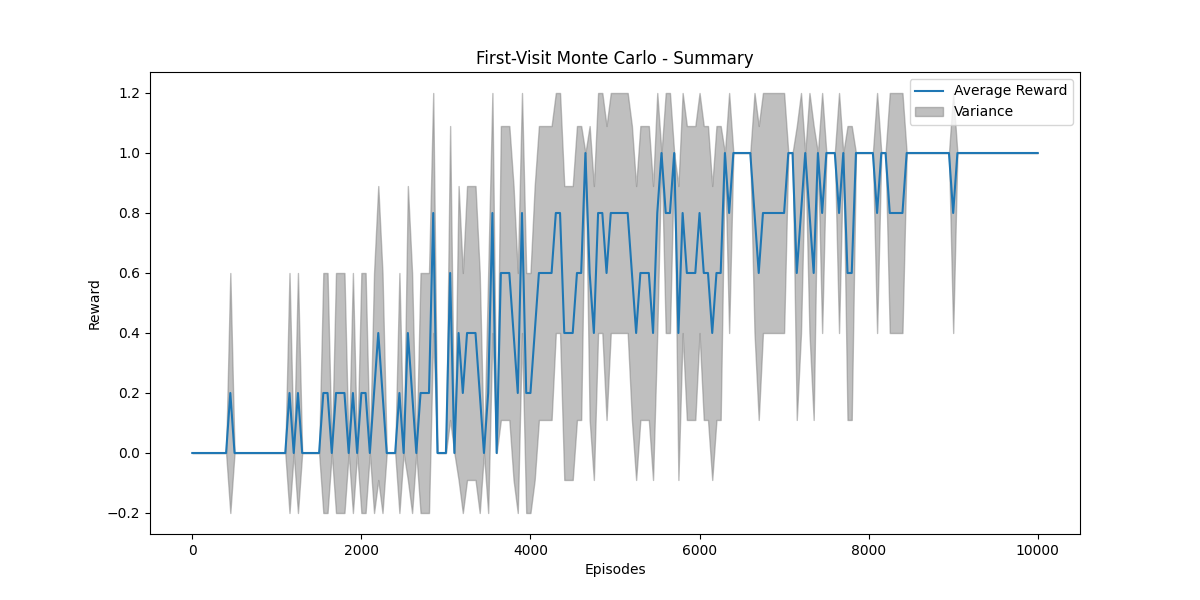 First-Visit Monte Carlo - Summary
Average Reward
Variance
1.2
1.0
0.8
0.6
0.4
0.2
0.0
−0.2
Reward
0 2000 4000 6000 8000 10000
Episodes